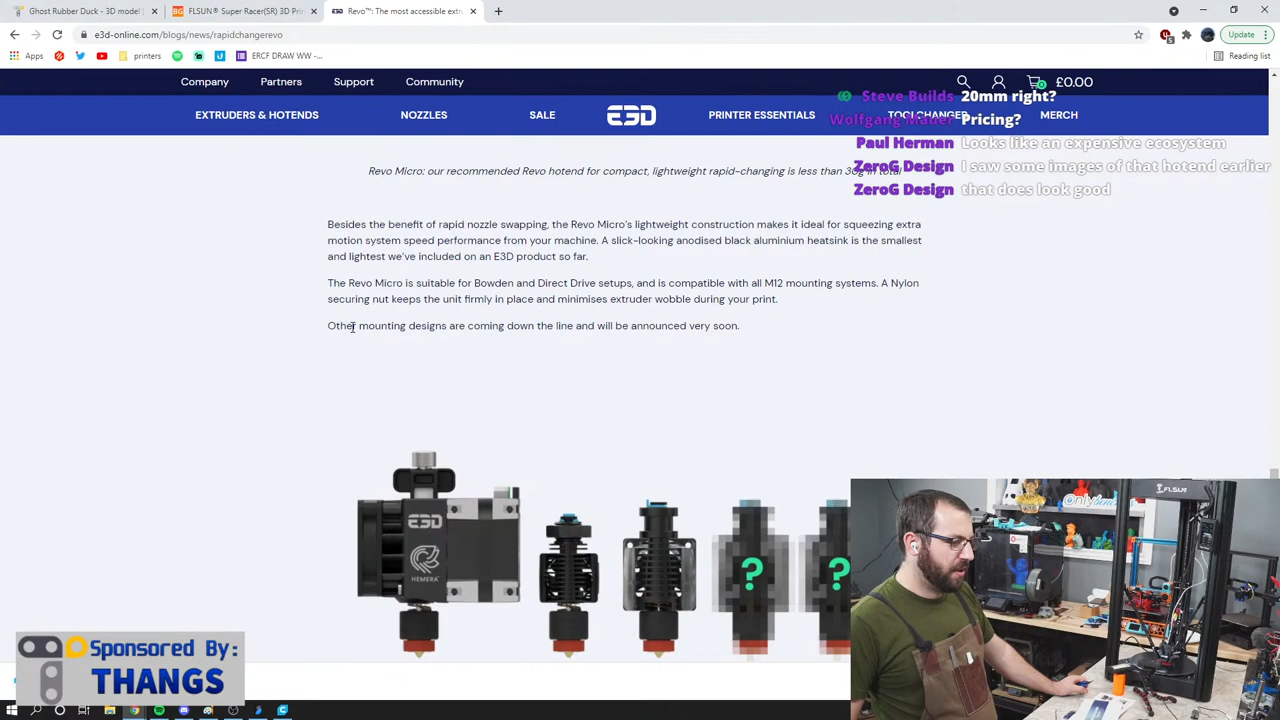 Ghost Rubber Duck - 3D model
FLSUN® Super Racer(SR) 3D Pri
Revo™: The most accessible extr
e3d-online.com/blogs/news/rapidchangerevo
Update
Apps
printers
ERCF DRAW WW -...
Reading list
Company
Partners
Support
Community
£0.00
EXTRUDERS & HOTENDS
NOZZLES
SALE
E3D
PRINTER ESSENTIALS
TOOLCHANGER
MERCH
Steve Builds 20mm right?
Wolfgang Mauer Pricing?
Paul Herman Looks like an expensive ecosystem
ZeroG Design I saw some images of that hotend earlier
ZeroG Design that does look good
Revo Micro: our recommended Revo hotend for compact, lightweight rapid-changing is less than 30g in total
Besides the benefit of rapid nozzle swapping, the Revo Micro's lightweight construction makes it ideal for squeezing extra
motion system speed performance from your machine. A slick-looking anodised black aluminium heatsink is the smallest
and lightest we've included on an E3D product so far.
The Revo Micro is suitable for Bowden and Direct Drive setups, and is compatible with all M12 mounting systems. A Nylon
securing nut keeps the unit firmly in place and minimises extruder wobble during your print.
Other mounting designs are coming down the line and will be announced very soon.
E3D
HEMERA
?
?
FLSUN
Sponsored By:
THANGS